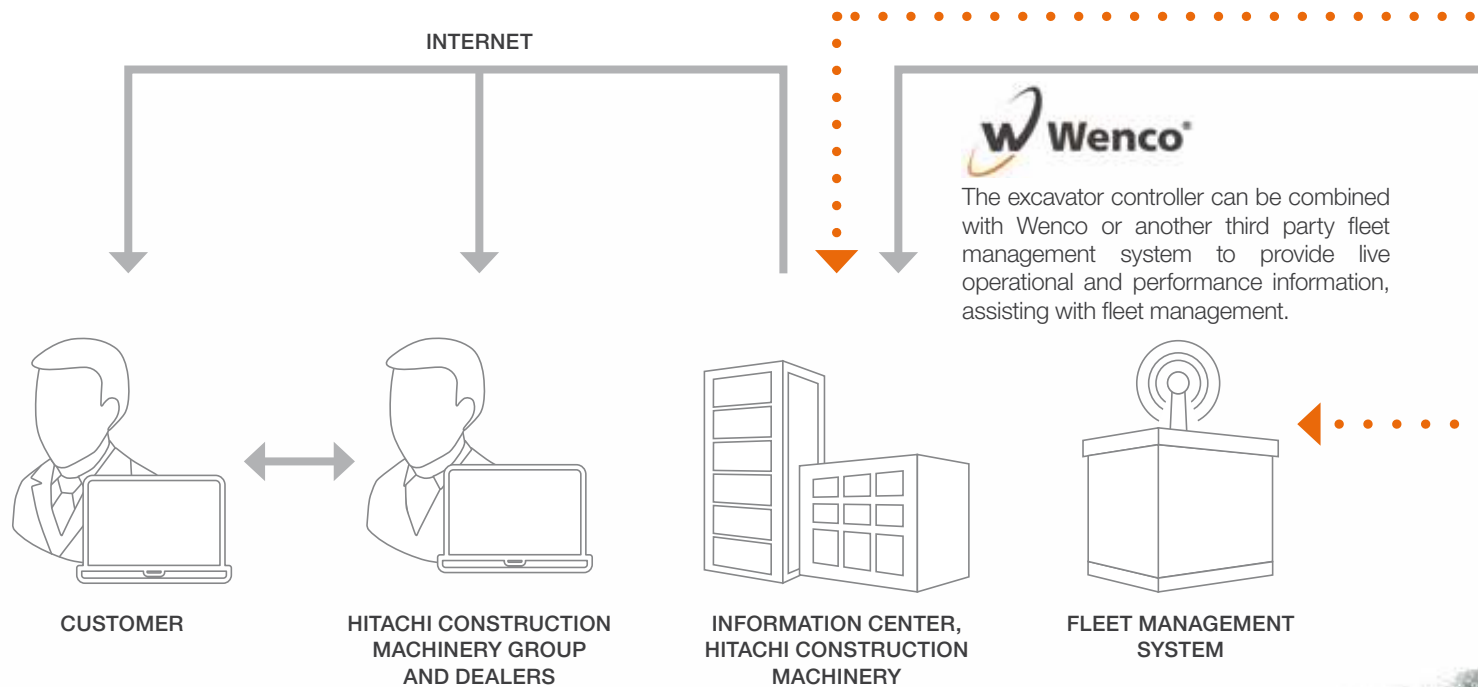 INTERNET
W Wenco®
The excavator controller can be combined
with Wenco or another third party fleet
management system to provide live
operational and performance information,
assisting with fleet management.
CUSTOMER
HITACHI CONSTRUCTION
MACHINERY GROUP
AND DEALERS
INFORMATION CENTER,
HITACHI CONSTRUCTION
MACHINERY
FLEET MANAGEMENT
SYSTEM